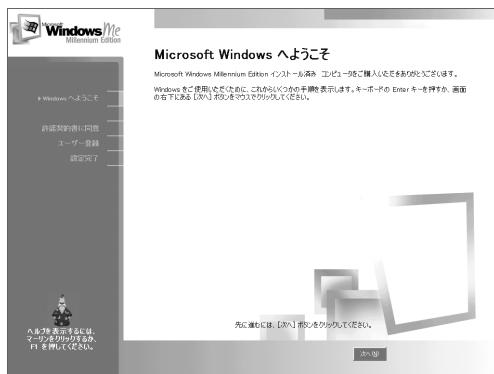 Microsoft
Windows Me
Millennium Edition
Microsoft Windows へようこそ
Microsoft Windows Millennium Edition インストール済み コンピュータをご購入いただきありがとうございます。
Windows をご使用いただくために、これからいくつかの手順を表示します。キーボードの Enter キーを押すか、画面
の右下にある [次へ] ボタンをマウスでクリックしてください。
Windows へようこそ
許諾契約書に同意
ユーザー登録
設定完了
ヘルプを表示するには、
マーリンをクリックするか、
F1 を押してください。
先に進むには、[次へ] ボタンをクリックしてください。
次へ(N)